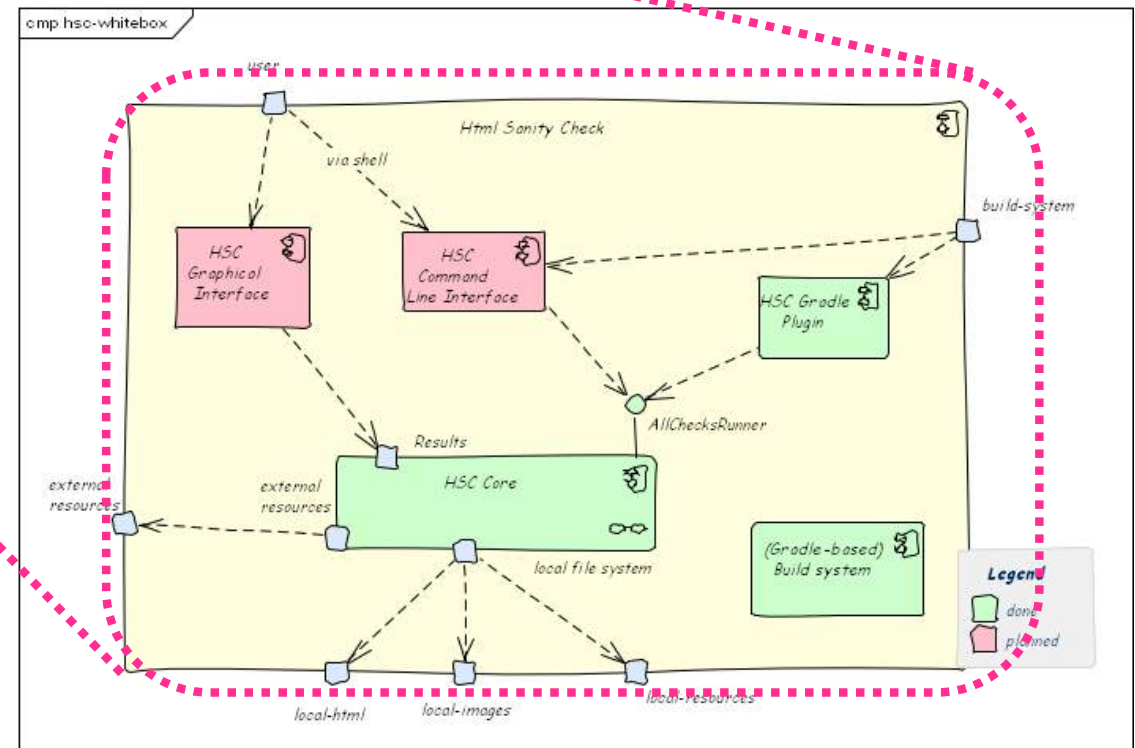 cmp hsc-whitebox
user
Html Sanity Check
via shell
build-system
HSC
Graphical
Interface
HSC
Command
Line Interface
HSC Gradle
Plugin
AllChecksRunner
Results
HSC Core
external
resources
external
resources
local file system
(Gradle-based)
Build system
Legend
done
planned
local-html
local-images
local-resources